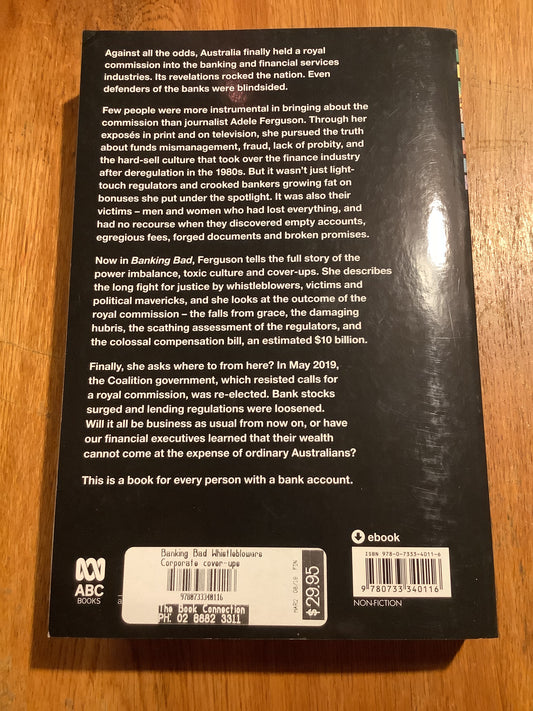 Against all the odds, Australia finally held a royal
commission into the banking and financial services
industries. Its revelations rocked the nation. Even
defenders of the banks were blindsided.
Few people were more instrumental in bringing about the
commission than journalist Adele Ferguson. Through her
exposés in print and on television, she pursued the truth
about funds mismanagement, fraud, lack of probity, and
the hard-sell culture that took over the finance industry
after deregulation in the 1980s. But it wasn't just light-
touch regulators and crooked bankers growing fat on
bonuses she put under the spotlight. It was also their
victims – men and women who had lost everything, and
had no recourse when they discovered empty accounts,
egregious fees, forged documents and broken promises.
Now in Banking Bad, Ferguson tells the full story of the
power imbalance, toxic culture and cover-ups. She describes
the long fight for justice by whistleblowers, victims and
political mavericks, and she looks at the outcome of the
royal commission – the falls from grace, the damaging
hubris, the scathing assessment of the regulators, and
the colossal compensation bill, an estimated $10 billion.
Finally, she asks where to from here? In May 2019,
the Coalition government, which resisted calls for
a royal commission, was re-elected. Bank stocks
surged and lending regulations were loosened.
Will it all be business as usual from now on, or have
our financial executives learned that their wealth
cannot come at the expense of ordinary Australians?
This is a book for every person with a bank account.
ebook
ABC
BOOKS
Banking Bad Whistleblowers
Corporate cover-ups
9780733340116
The Book Connection
PH: 02 6882 3311
$29.95
ISBN 978-0-7333-4011-6
9 780733 340116
NON-FICTION